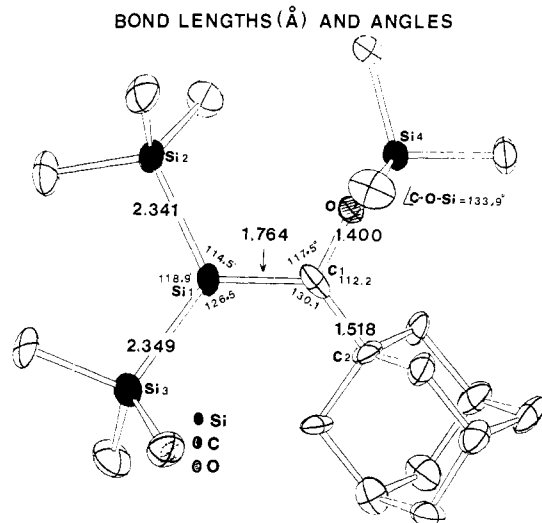 BOND LENGTHS (Å) AND ANGLES
Si4
Si2
O
∠C-O-Si=133.9°
2.341
1.764
1.400
117.5°
114.5°
C1
112.2
118.9
Si1
126.5
130.1
1.518
2.349
C2
Si3
Si
C
O